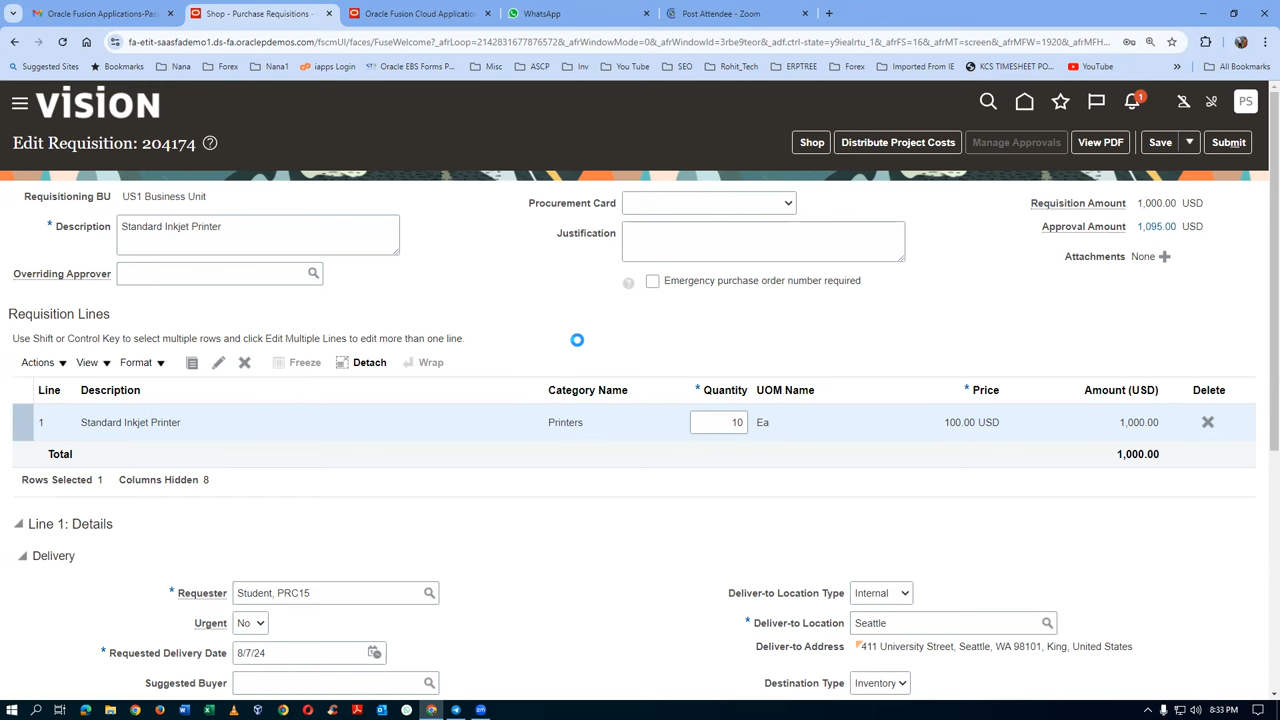 Oracle Fusion Applications-Pass
Shop - Purchase Requisitions -
Oracle Fusion Cloud Application
WhatsApp
Post Attendee - Zoom
fa-etit-saasfademo1.ds-fa.oraclepdemos.com/fscmUI/faces/FuseWelcome?_afrLoop=2142831677876572&_afrWindowMode=0&_afrWindowId=3rbe9teor&_adf.ctrl-state=y9iealrtu_1&_afrFS=16&_afrMT=screen&_afrMFW=1920&_afrMFH...
Suggested Sites
Bookmarks
Nana
Forex
Nana1
iapps Login
Oracle EBS Forms P...
Misc
ASCP
Inv
You Tube
SEO
Rohit_Tech
ERPTREE
Forex
Imported From IE
KCS TIMESHEET PO...
YouTube
All Bookmarks
VISION
1
PS
Edit Requisition: 204174
Shop
Distribute Project Costs
Manage Approvals
View PDF
Save
Submit
Requisitioning BU US1 Business Unit
Procurement Card
Requisition Amount 1,000.00 USD
* Description Standard Inkjet Printer
Justification
Approval Amount 1,095.00 USD
Attachments None
Overriding Approver
Emergency purchase order number required
Requisition Lines
Use Shift or Control Key to select multiple rows and click Edit Multiple Lines to edit more than one line.
Actions View Format Freeze Detach Wrap
Line Description Category Name * Quantity UOM Name * Price Amount (USD) Delete
1 Standard Inkjet Printer Printers 10 Ea 100.00 USD 1,000.00
Total 1,000.00
Rows Selected 1 Columns Hidden 8
Line 1: Details
Delivery
* Requester Student, PRC15
Deliver-to Location Type Internal
Urgent No
* Deliver-to Location Seattle
Deliver-to Address 411 University Street, Seattle, WA 98101, King, United States
* Requested Delivery Date 8/7/24
Suggested Buyer
Destination Type Inventory
8:33 PM